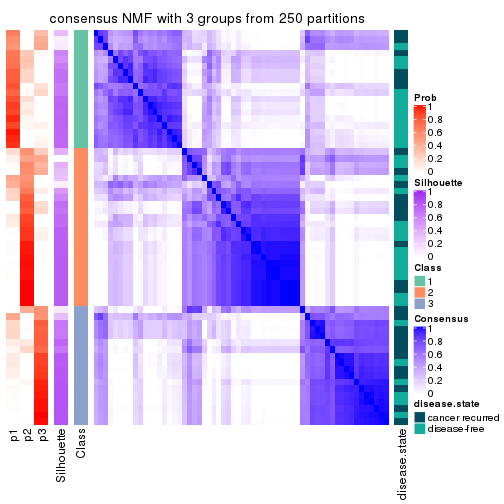 consensus NMF with 3 groups from 250 partitions
Prob
1
0.8
0.6
0.4
0.2
0
Silhouette
1
0.8
0.6
0.4
0.2
0
Class
1
2
3
Consensus
1
0.8
0.6
0.4
0.2
0
disease.state
cancer recurred
disease-free
p1
p2
p3
Silhouette
Class
disease.state